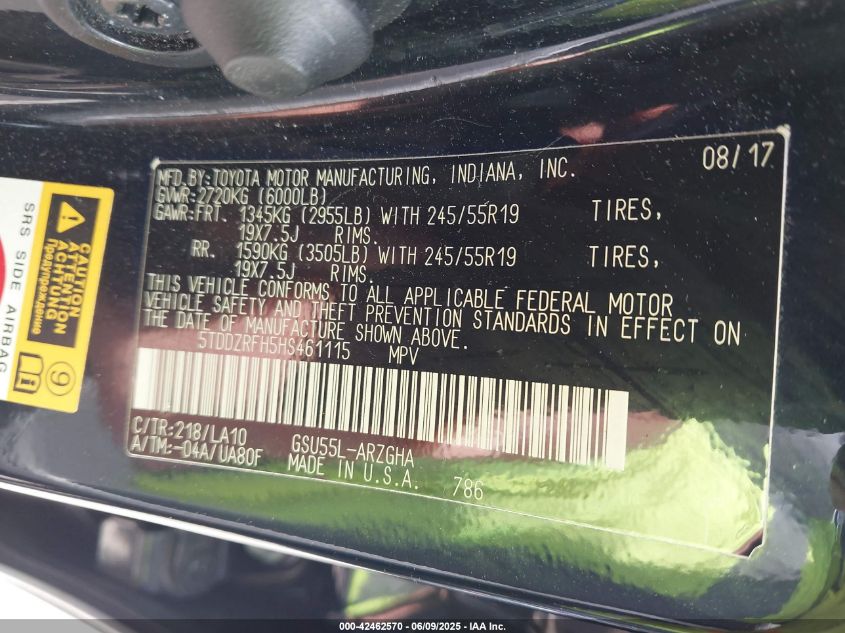 08/17
MFD.BY:TOYOTA MOTOR MANUFACTURING, INDIANA, INC.
GVWR:2720KG (6000LB)
GAWR:FRT. 1345KG (2955LB) WITH 245/55R19 TIRES,
19X7.5J RIMS.
RR. 1590KG (3505LB) WITH 245/55R19 TIRES,
19X7.5J RIMS.
THIS VEHICLE CONFORMS TO ALL APPLICABLE FEDERAL MOTOR
VEHICLE SAFETY AND THEFT PREVENTION STANDARDS IN EFFECT ON
THE DATE OF MANUFACTURE SHOWN ABOVE.
5TDDZRFH5HS461115 MPV
C/TR:218/LA10 GSU55L-ARZGHA
A/TM:-04A/UA80F MADE IN U.S.A. 786
SRS SIDE AIRBAG
CAUTION
ATTENTION
ACHTUNG
Предупреждение
9
000-42462570 - 06/09/2025 - IAA Inc.